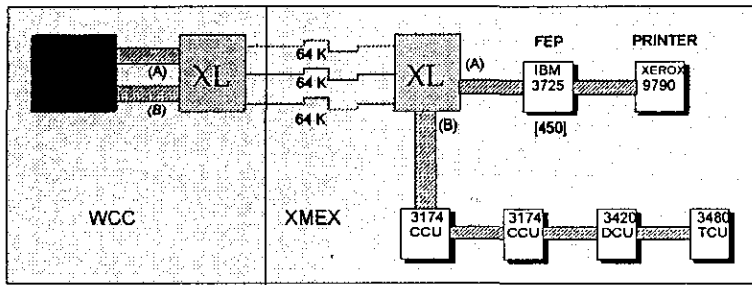 FEP PRINTER
XL
(A)
(B)
64 K
64 K
64 K
XL
(A)
(B)
IBM
3725
[450]
XEROX
9790
WCC
XMEX
3174
CCU
3174
CCU
3420
DCU
3480
TCU